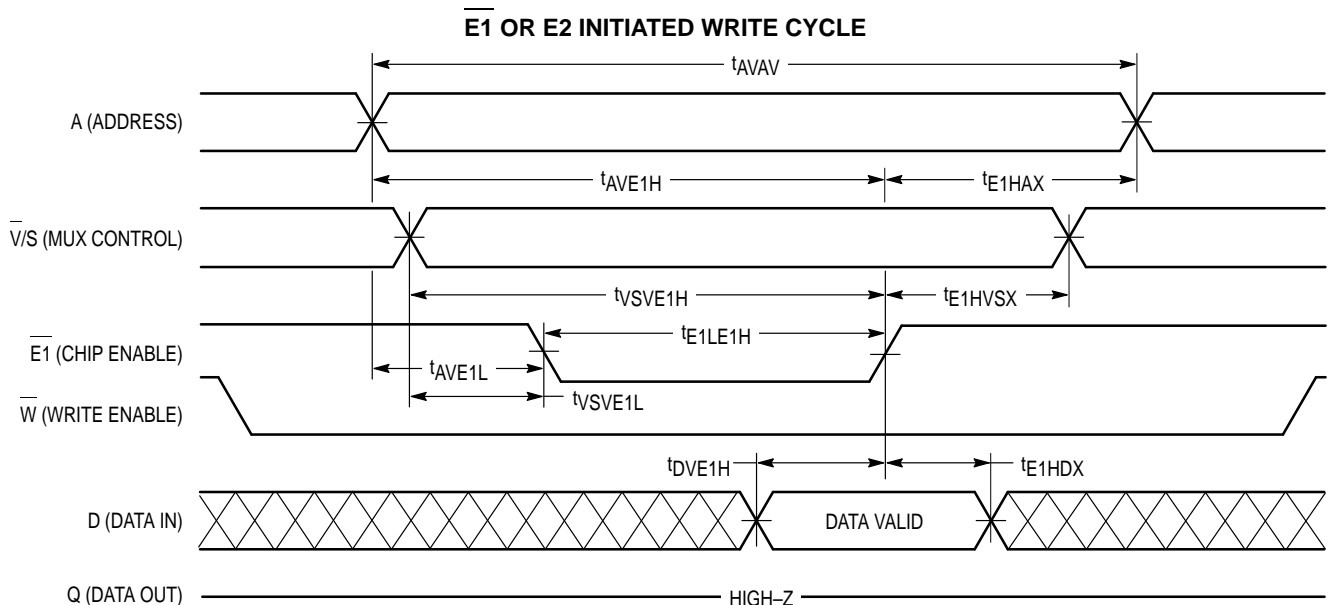 E1 OR E2 INITIATED WRITE CYCLE
tAVAV
A (ADDRESS)
tAVE1H
tE1HAX
V/S (MUX CONTROL)
tVSVE1H
tE1HVSX
tE1LE1H
E1 (CHIP ENABLE)
tAVE1L
tVSVE1L
W (WRITE ENABLE)
tDVE1H
tE1HDX
D (DATA IN)
DATA VALID
Q (DATA OUT)
HIGH–Z